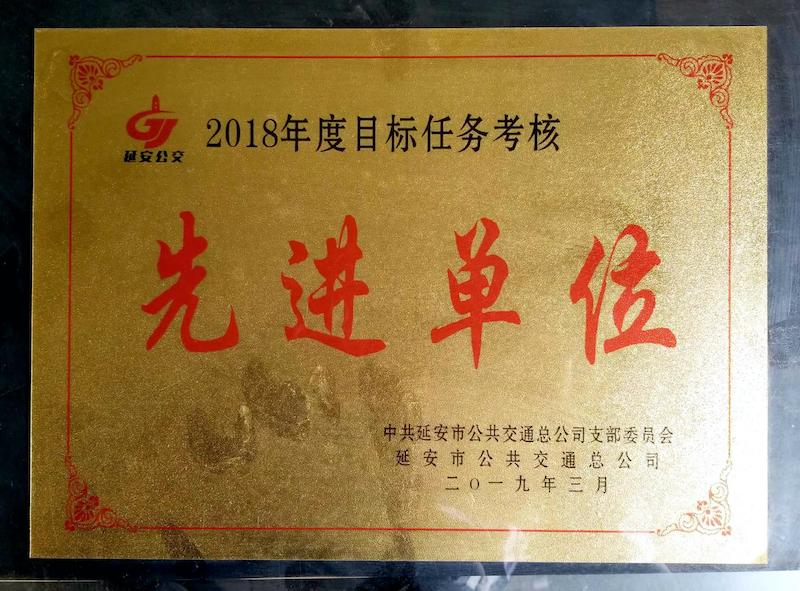 延安公交
2018年度目标任务考核
先进单位
中共延安市公共交通总公司支部委员会
延安市公共交通总公司
二〇一九年三月